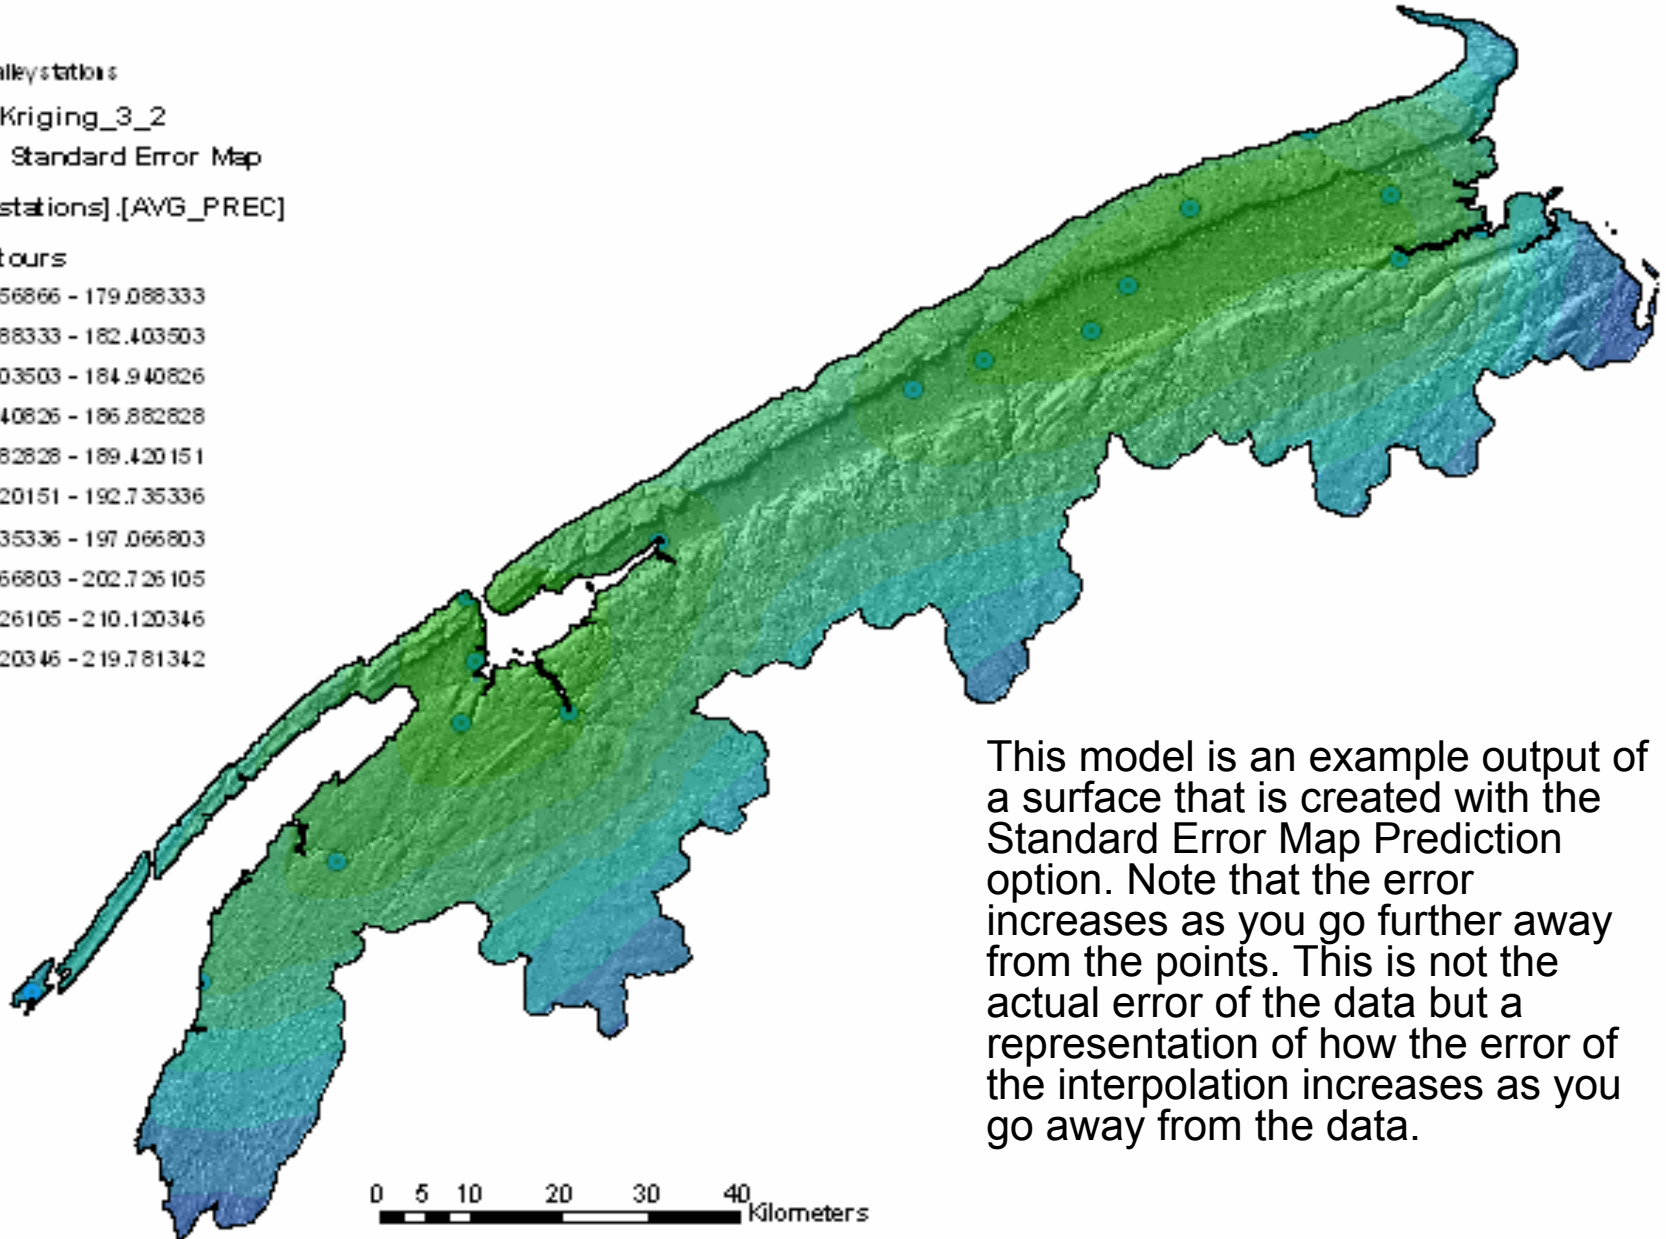 alleystations
Kriging_3_2
Standard Error Map
stations].[AVG_PREC]
tours
56866 - 179.088333
88333 - 182.403503
03503 - 184.940826
40826 - 186.882828
82828 - 189.420151
20151 - 192.735336
35336 - 197.066803
66803 - 202.726105
26105 - 210.120346
20346 - 219.781342
This model is an example output of
a surface that is created with the
Standard Error Map Prediction
option. Note that the error
increases as you go further away
from the points. This is not the
actual error of the data but a
representation of how the error of
the interpolation increases as you
go away from the data.
0 5 10 20 30 40
Kilometers